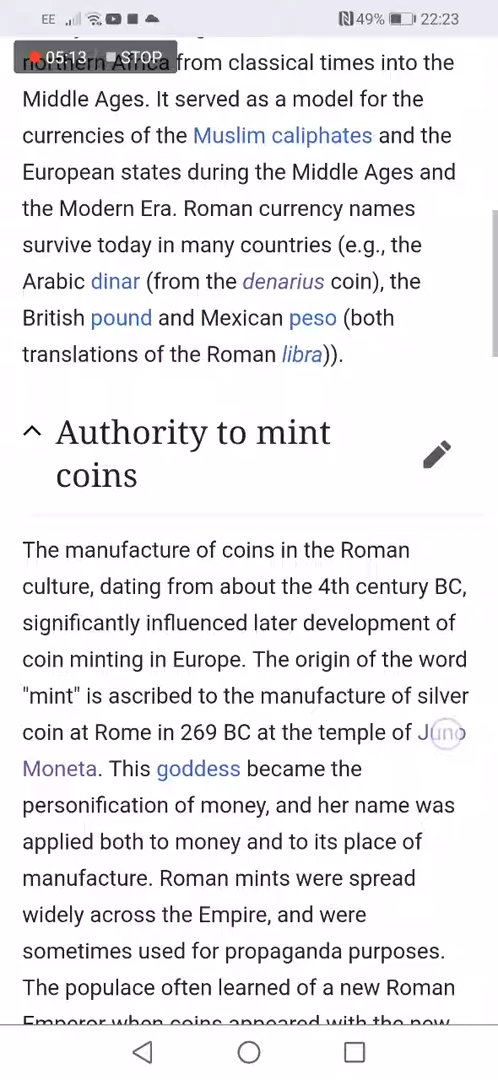 EE 49% 22:23
05:13 STOP
northern Africa from classical times into the
Middle Ages. It served as a model for the
currencies of the Muslim caliphates and the
European states during the Middle Ages and
the Modern Era. Roman currency names
survive today in many countries (e.g., the
Arabic dinar (from the denarius coin), the
British pound and Mexican peso (both
translations of the Roman libra)).
Authority to mint
coins
The manufacture of coins in the Roman
culture, dating from about the 4th century BC,
significantly influenced later development of
coin minting in Europe. The origin of the word
"mint" is ascribed to the manufacture of silver
coin at Rome in 269 BC at the temple of Juno
Moneta. This goddess became the
personification of money, and her name was
applied both to money and to its place of
manufacture. Roman mints were spread
widely across the Empire, and were
sometimes used for propaganda purposes.
The populace often learned of a new Roman
Emperor when coins appeared with the new